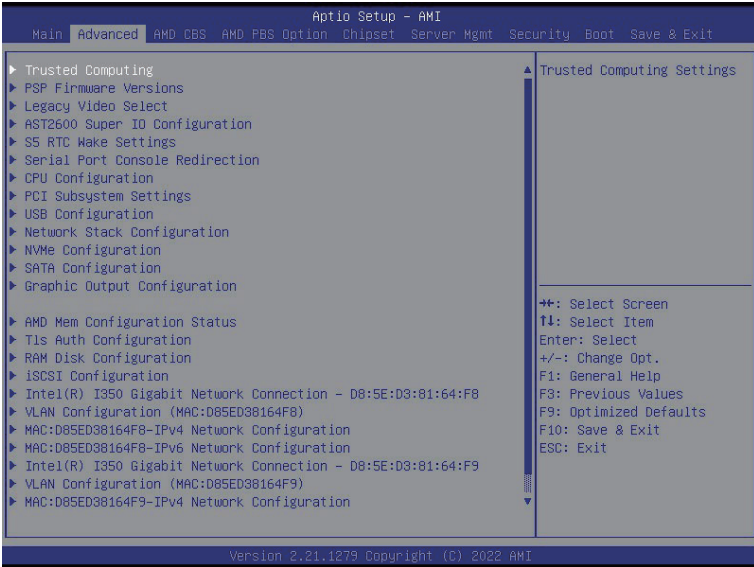 Aptio Setup – AMI
Main Advanced AMD CBS AMD PBS Option Chipset Server Mgmt Security Boot Save & Exit
Trusted Computing
PSP Firmware Versions
Legacy Video Select
AST2600 Super IO Configuration
S5 RTC Wake Settings
Serial Port Console Redirection
CPU Configuration
PCI Subsystem Settings
USB Configuration
Network Stack Configuration
NVMe Configuration
SATA Configuration
Graphic Output Configuration
AMD Mem Configuration Status
Tls Auth Configuration
RAM Disk Configuration
iSCSI Configuration
Intel(R) I350 Gigabit Network Connection – D8:5E:D3:81:64:F8
VLAN Configuration (MAC:D85ED38164F8)
MAC:D85ED38164F8-IPv4 Network Configuration
MAC:D85ED38164F8-IPv6 Network Configuration
Intel(R) I350 Gigabit Network Connection – D8:5E:D3:81:64:F9
VLAN Configuration (MAC:D85ED38164F9)
MAC:D85ED38164F9-IPv4 Network Configuration
Trusted Computing Settings
→←: Select Screen
↑↓: Select Item
Enter: Select
+/-: Change Opt.
F1: General Help
F3: Previous Values
F9: Optimized Defaults
F10: Save & Exit
ESC: Exit
Version 2.21.1279 Copyright (C) 2022 AMI